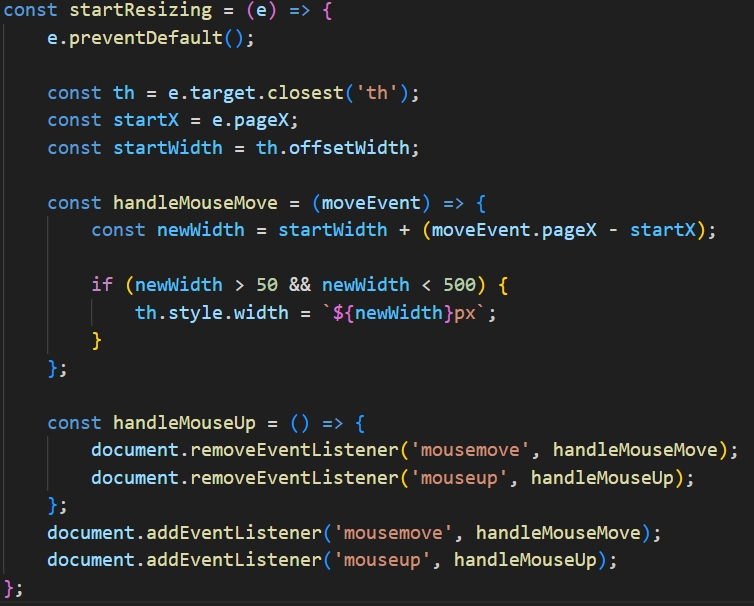 const startResizing = (e) => {
    e.preventDefault();

    const th = e.target.closest('th');
    const startX = e.pageX;
    const startWidth = th.offsetWidth;

    const handleMouseMove = (moveEvent) => {
        const newWidth = startWidth + (moveEvent.pageX - startX);

        if (newWidth > 50 && newWidth < 500) {
            th.style.width = `${newWidth}px`;
        }
    };

    const handleMouseUp = () => {
        document.removeEventListener('mousemove', handleMouseMove);
        document.removeEventListener('mouseup', handleMouseUp);
    };
    document.addEventListener('mousemove', handleMouseMove);
    document.addEventListener('mouseup', handleMouseUp);
};